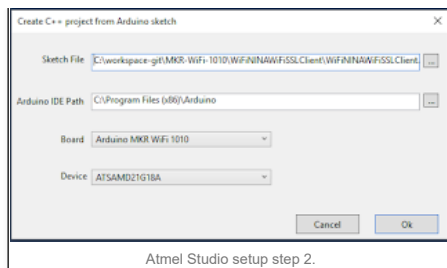 Create C++ project from Arduino sketch
Sketch File C:\workspace-git\MKR-WiFi-1010\WiFiNINAWiFiSSLClient\WiFiNINAWiFiSSLClient. ...
Arduino IDE Path C:\Program Files (x86)\Arduino ...
Board Arduino MKR WiFi 1010
Device ATSAMD21G18A
Cancel Ok
Atmel Studio setup step 2.